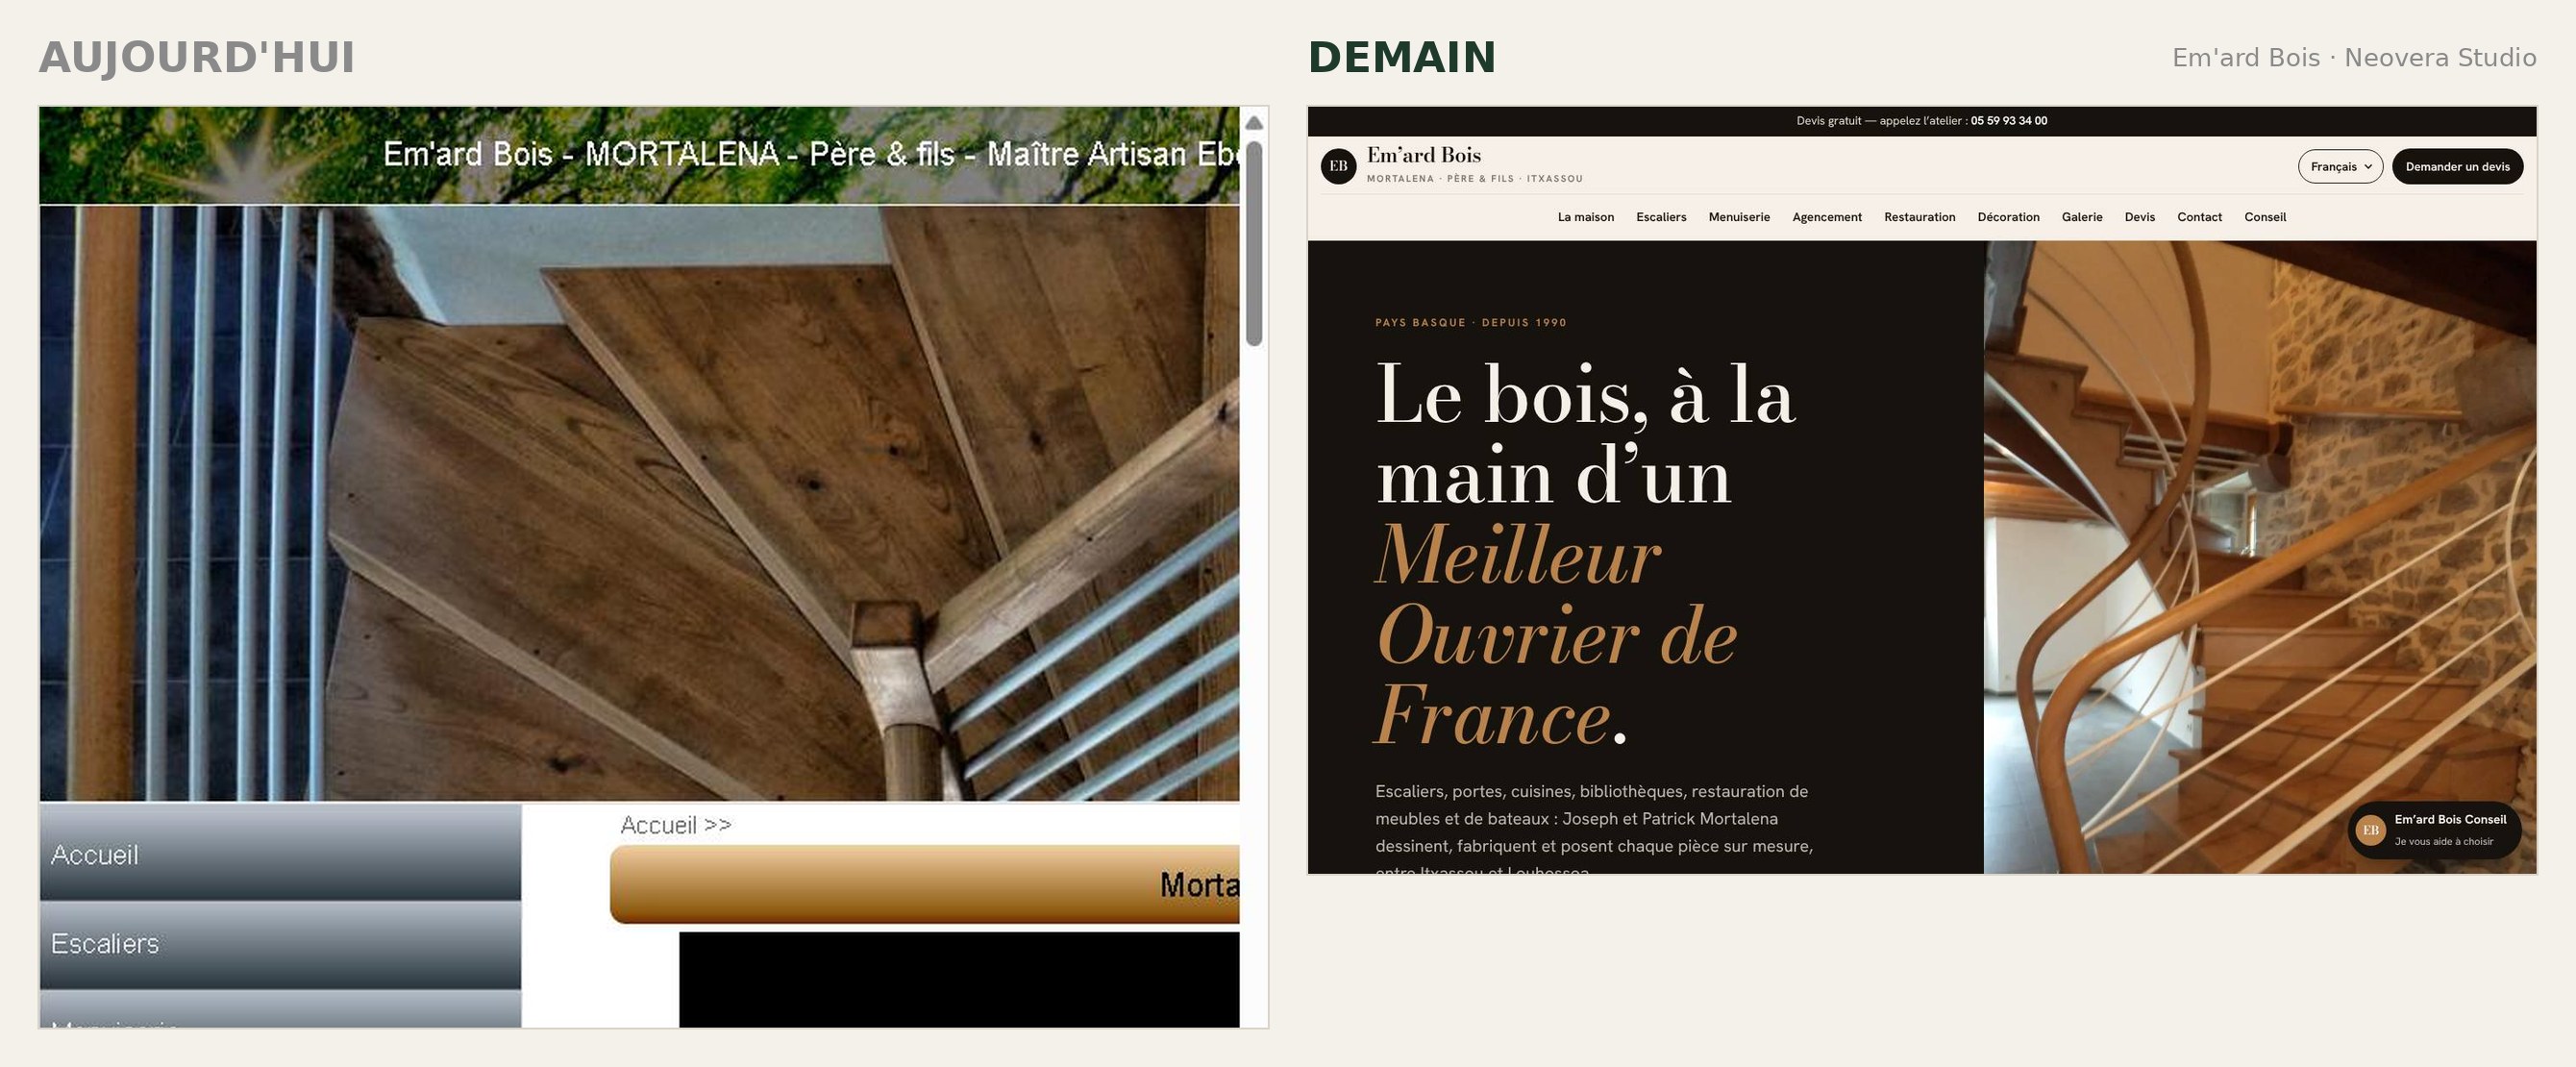 AUJOURD'HUI
DEMAIN
Em'ard Bois · Neovera Studio
Em'ard Bois - MORTALENA - Père & fils - Maître Artisan
Accueil
Escaliers
Accueil >>
Devis gratuit — appelez l’atelier : 05 59 93 34 00
EB
Em’ard Bois
MORTALENA · PÈRE & FILS · ITXASSOU
Français
Demander un devis
La maison Escaliers Menuiserie Agencement Restauration Décoration Galerie Devis Contact Conseil
PAYS BASQUE · DEPUIS 1990
Le bois, à la
main d’un
Meilleur
Ouvrier de
France.
Escaliers, portes, cuisines, bibliothèques, restauration de
meubles et de bateaux : Joseph et Patrick Mortalena
dessinent, fabriquent et posent chaque pièce sur mesure,
entre Itxassou et Louhossoa
EB
Em’ard Bois Conseil
Je vous aide à choisir